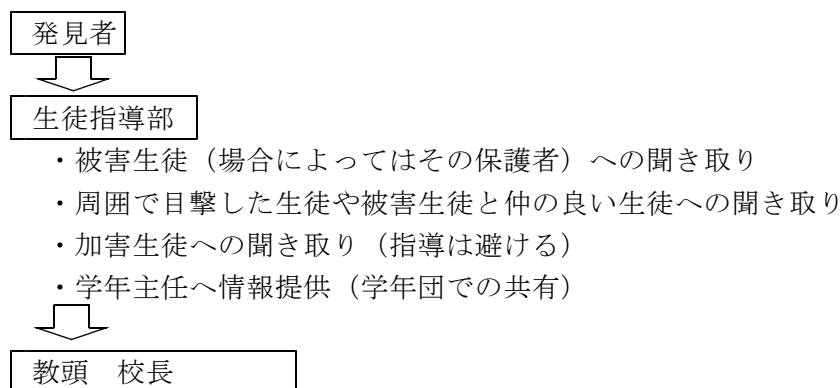 発見者
生徒指導部
・被害生徒（場合によってはその保護者）への聞き取り
・周囲で目撃した生徒や被害生徒と仲の良い生徒への聞き取り
・加害生徒への聞き取り（指導は避ける）
・学年主任へ情報提供（学年団での共有）
教頭　校長